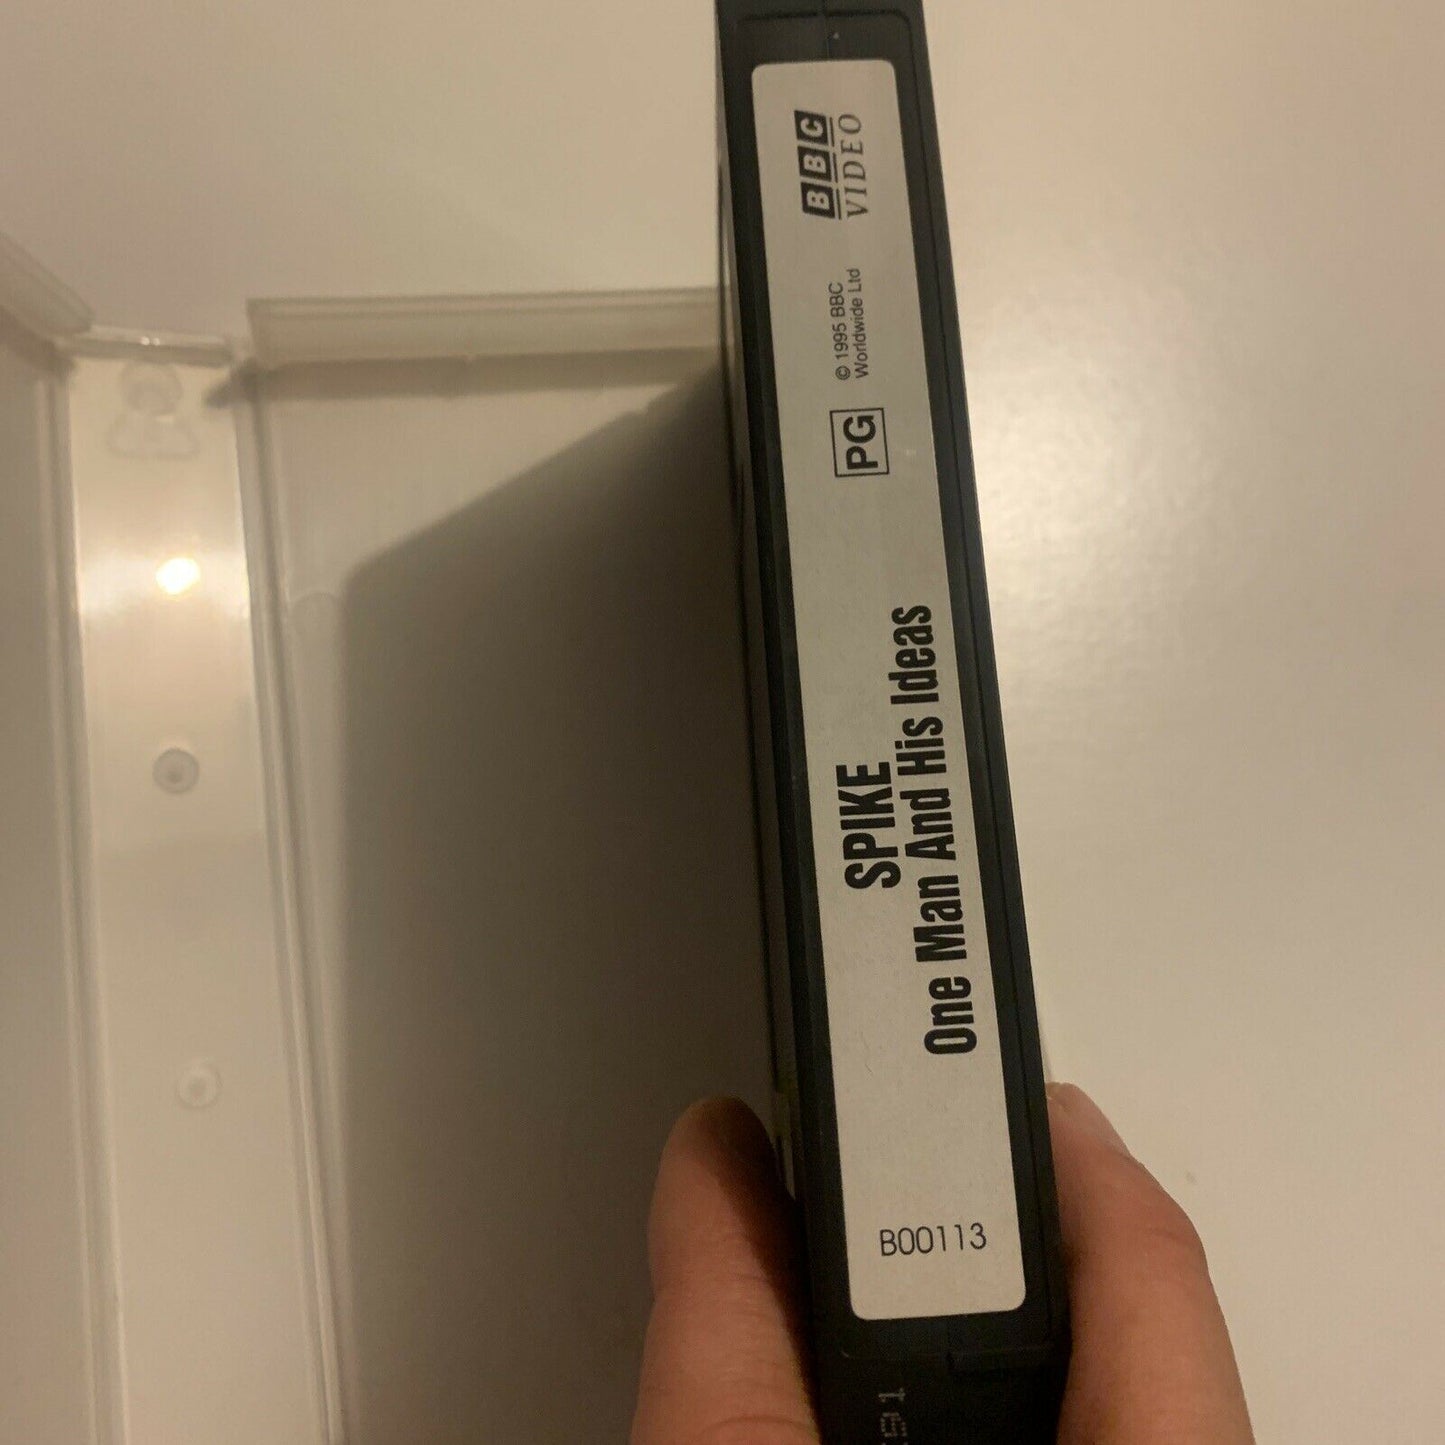 BBC
VIDEO
© 1995 BBC
Worldwide Ltd
PG
SPIKE
One Man And His Ideas
B00113